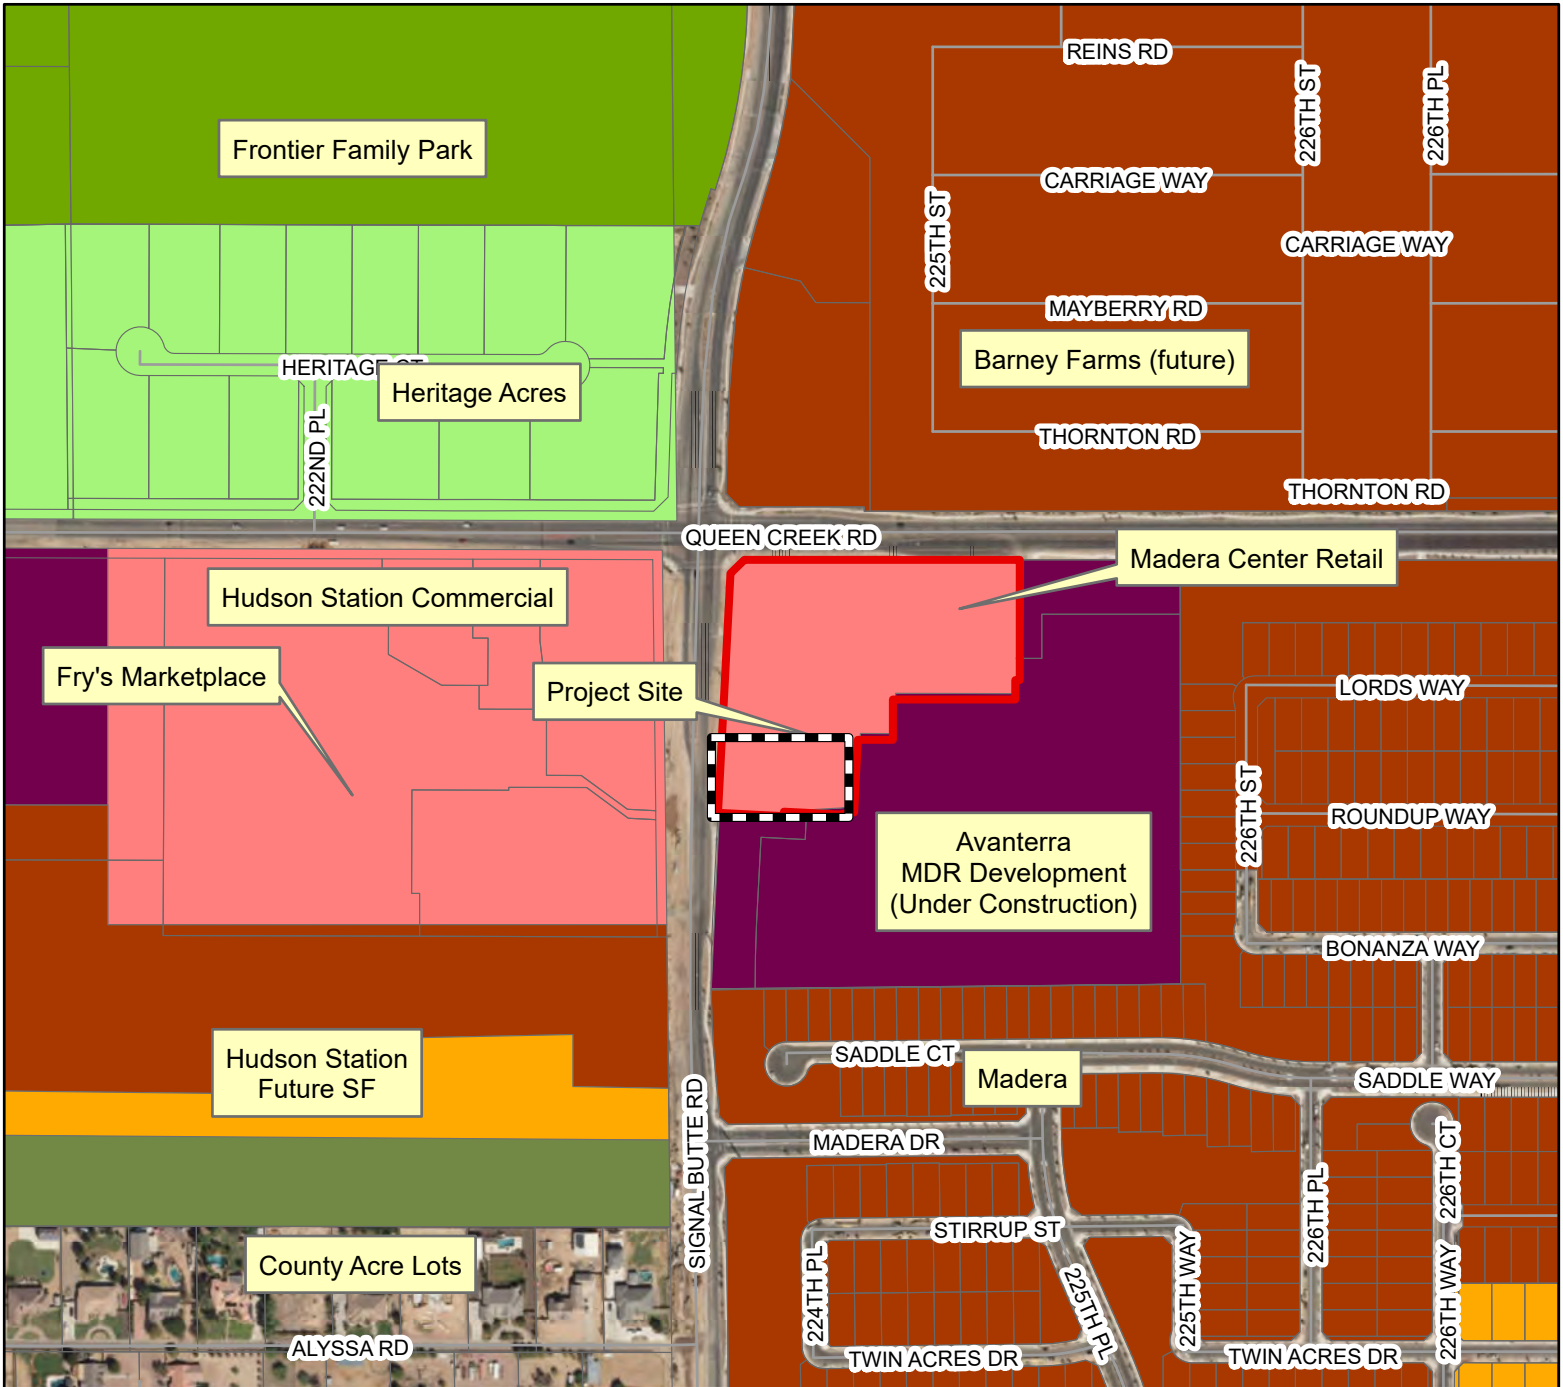 REINS RD
226TH ST
226TH PL
Frontier Family Park
CARRIAGE WAY
225TH ST
CARRIAGE WAY
MAYBERRY RD
Barney Farms (future)
HERITAGE CT
Heritage Acres
222ND PL
THORNTON RD
THORNTON RD
QUEEN CREEK RD
Madera Center Retail
Hudson Station Commercial
Fry's Marketplace
Project Site
LORDS WAY
226TH ST
ROUNDUP WAY
Avanterra
MDR Development
(Under Construction)
BONANZA WAY
Hudson Station
Future SF
SADDLE CT
Madera
SADDLE WAY
SIGNAL BUTTE RD
MADERA DR
226TH PL
226TH CT
STIRRUP ST
County Acre Lots
224TH PL
225TH PL
225TH WAY
226TH WAY
ALYSSA RD
TWIN ACRES DR
TWIN ACRES DR